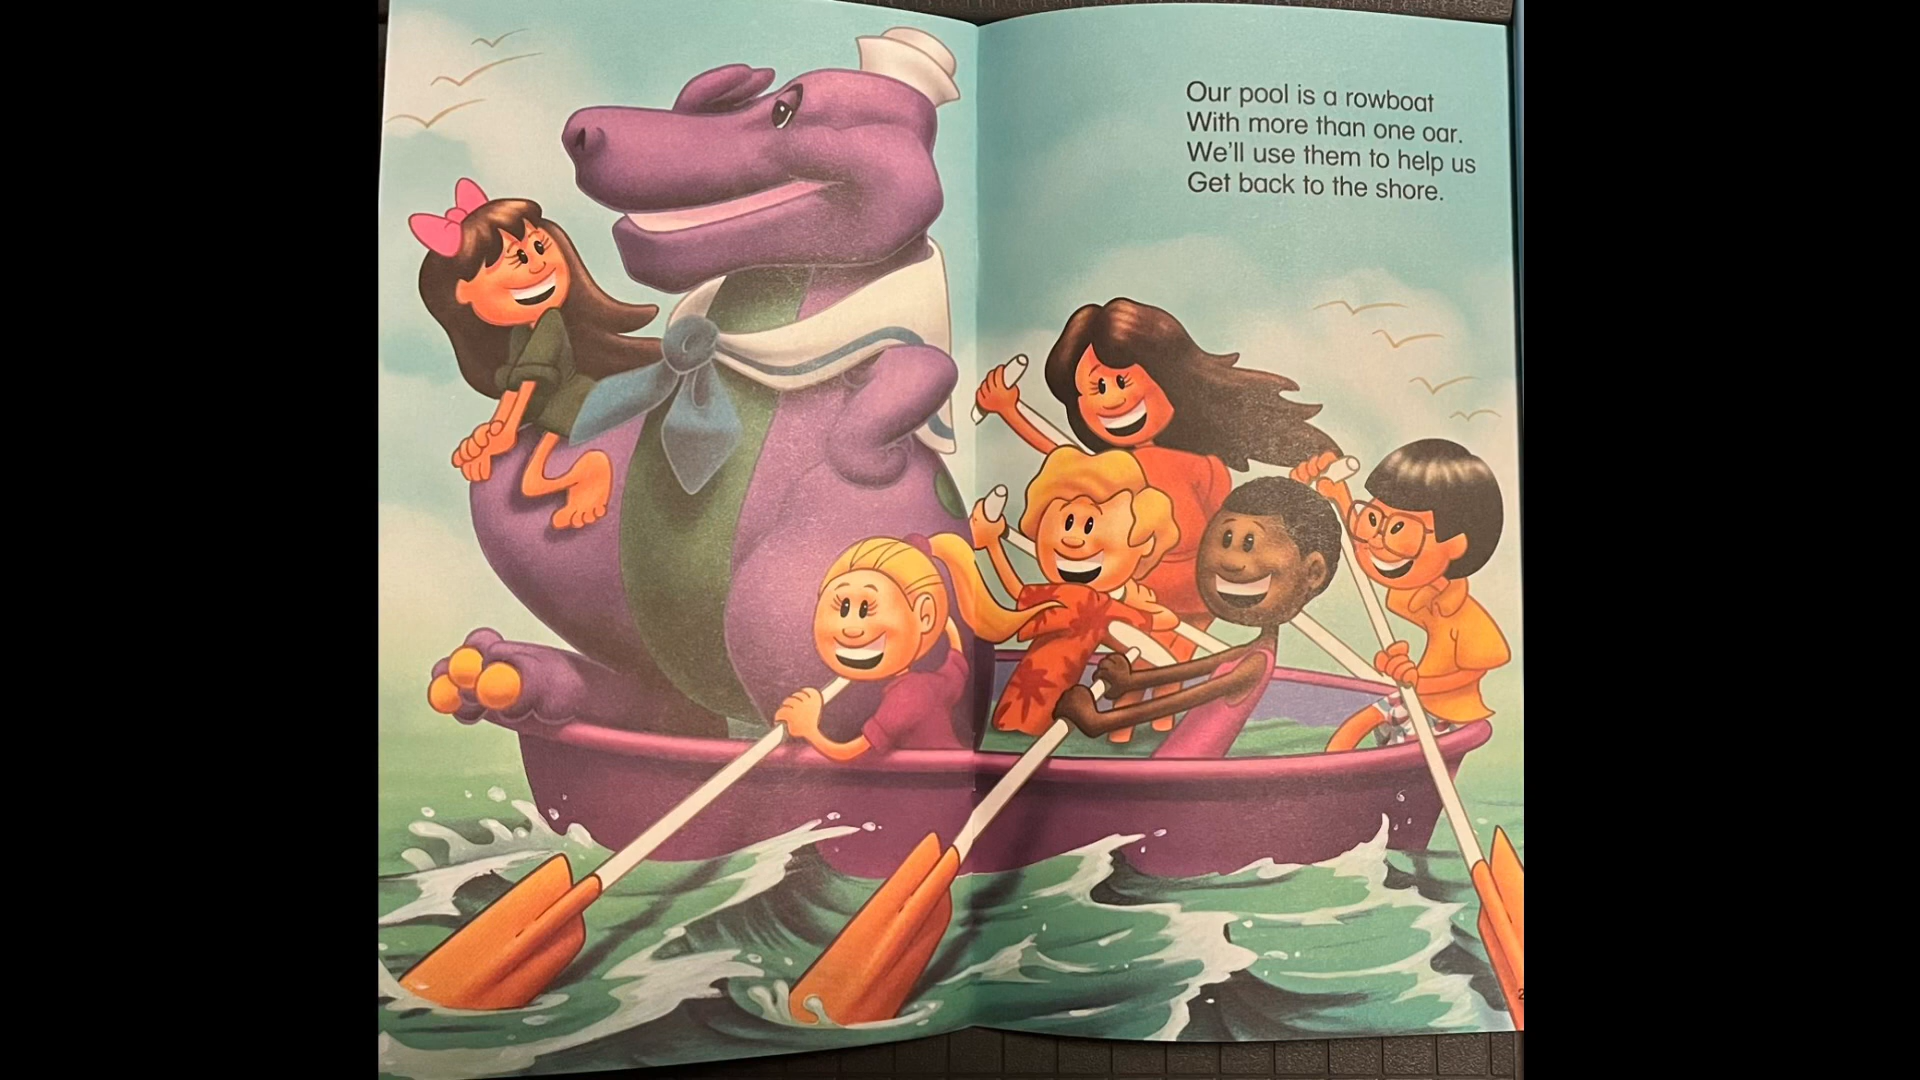 Our pool is a rowboat
With more than one oar.
We'll use them to help us
Get back to the shore.